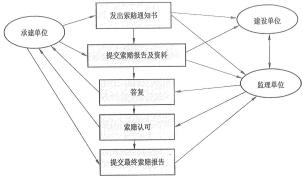 发出索赔通知书
承建单位
建设单位
提交索赔报告及资料
监理单位
答复
索赔认可
提交最终索赔报告